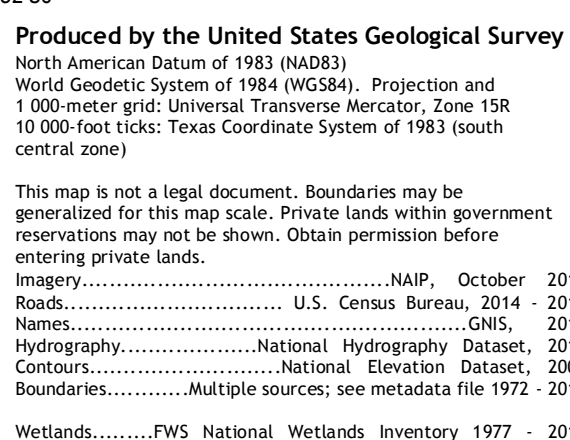 Produced by the United States Geological Survey
North American Datum of 1983 (NAD83)
World Geodetic System of 1984 (WGS84). Projection and
1 000-meter grid: Universal Transverse Mercator, Zone 15R
10 000-foot ticks: Texas Coordinate System of 1983 (south
central zone)
This map is not a legal document. Boundaries may be
generalized for this map scale. Private lands within government
reservations may not be shown. Obtain permission before
entering private lands.
Imagery.........................................NAIP, October
Roads.............................. U.S. Census Bureau, 2014 -
Names.....................................................GNIS,
Hydrography..................National Hydrography Dataset,
Contours............................National Elevation Dataset,
Boundaries............Multiple sources; see metadata file 1972 -
Wetlands.........FWS National Wetlands Inventory 1977 -